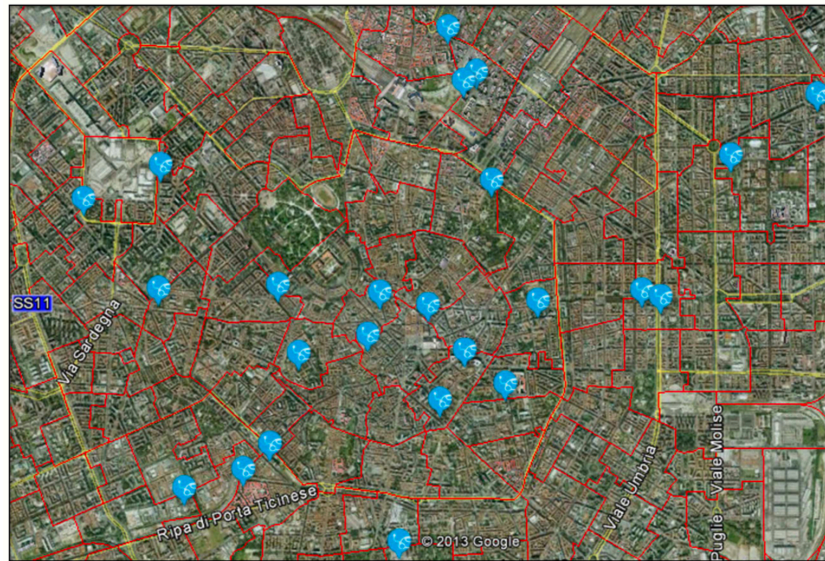 SS11
Via Sardegna
Ripa di Porta Ticinese
© 2013 Google
Viale Umbria
Puglie
Viale Molise